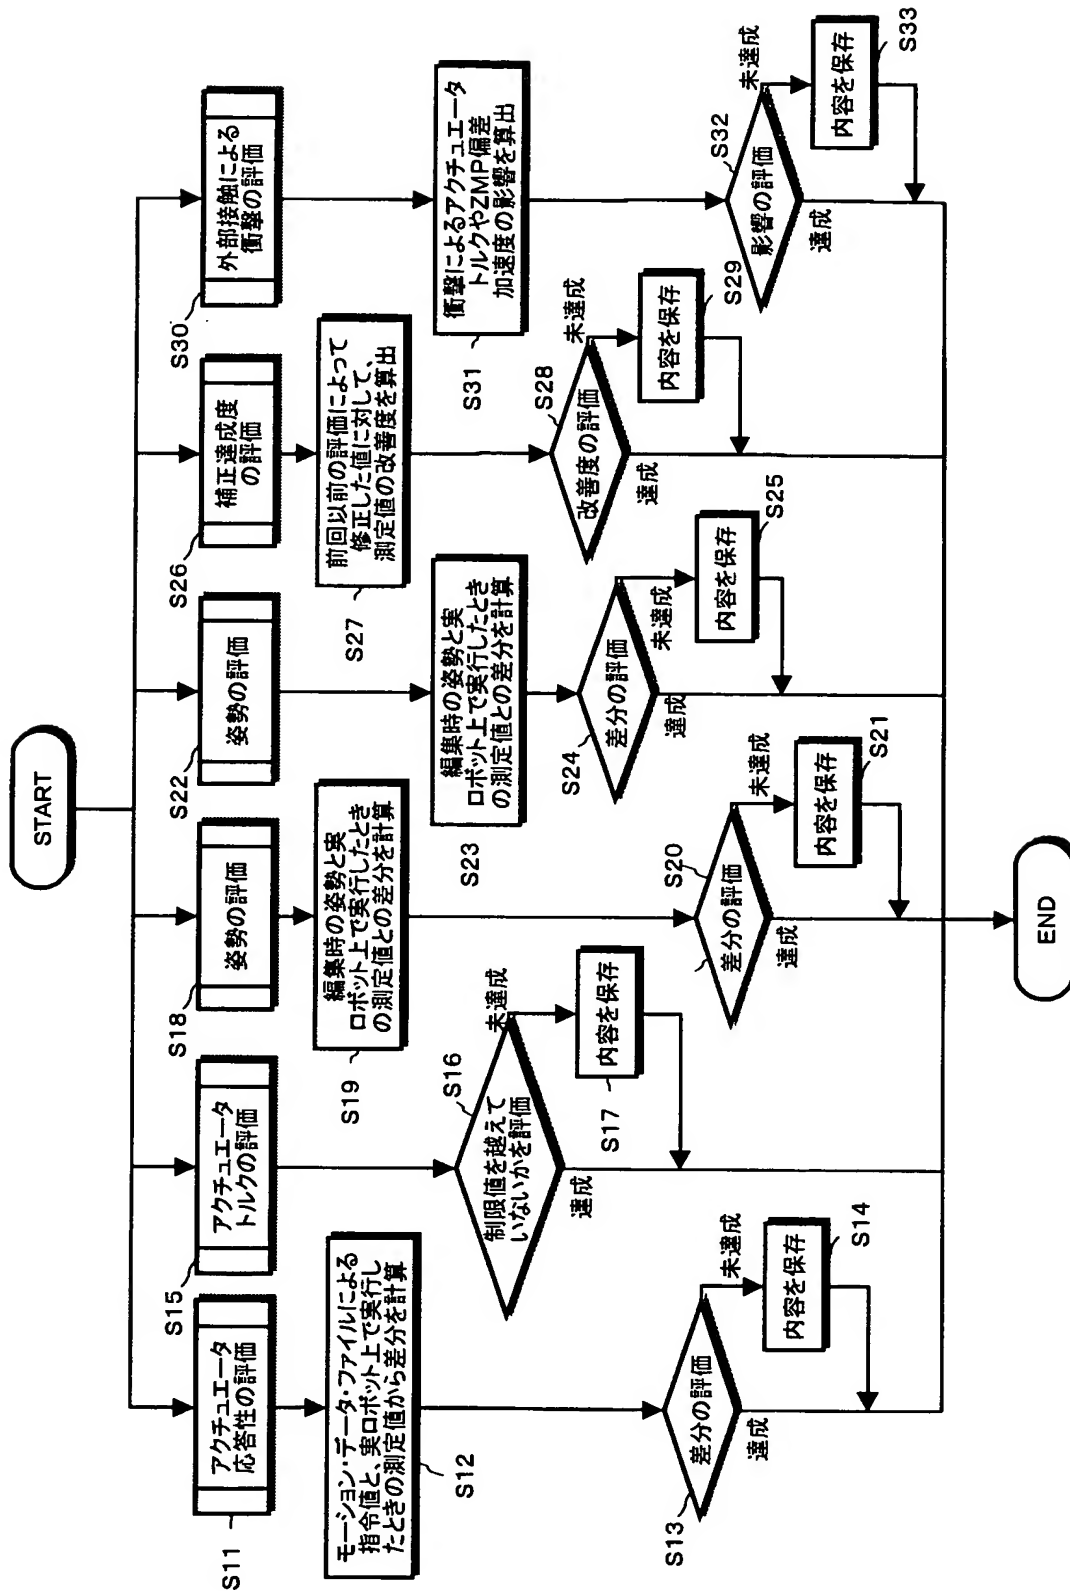 START
S11
アクチュエータ
応答性の評価
S12
モーション・データ・ファイルによる
指令値と、実ロボット上で実行し
たときの測定値から差分を計算
S13
差分の評価
未達成
達成
S14
内容を保存
S15
アクチュエータ
トルクの評価
S16
制限値を越えて
いないかを評価
未達成
達成
S17
内容を保存
S18
姿勢の評価
S19
編集時の姿勢と実
ロボット上で実行したとき
の測定値との差分を計算
S20
差分の評価
未達成
達成
S21
内容を保存
S22
姿勢の評価
S23
編集時の姿勢と実
ロボット上で実行したとき
の測定値との差分を計算
S24
差分の評価
未達成
達成
S25
内容を保存
S26
補正達成度
の評価
S27
前回以前の評価によって
修正した値に対して、
測定値の改善度を算出
S28
改善度の評価
未達成
達成
S29
内容を保存
S30
外部接触による
衝撃の評価
S31
衝撃によるアクチュエータ
トルクやZMP偏差
加速度の影響を算出
S32
影響の評価
未達成
達成
S33
内容を保存
END